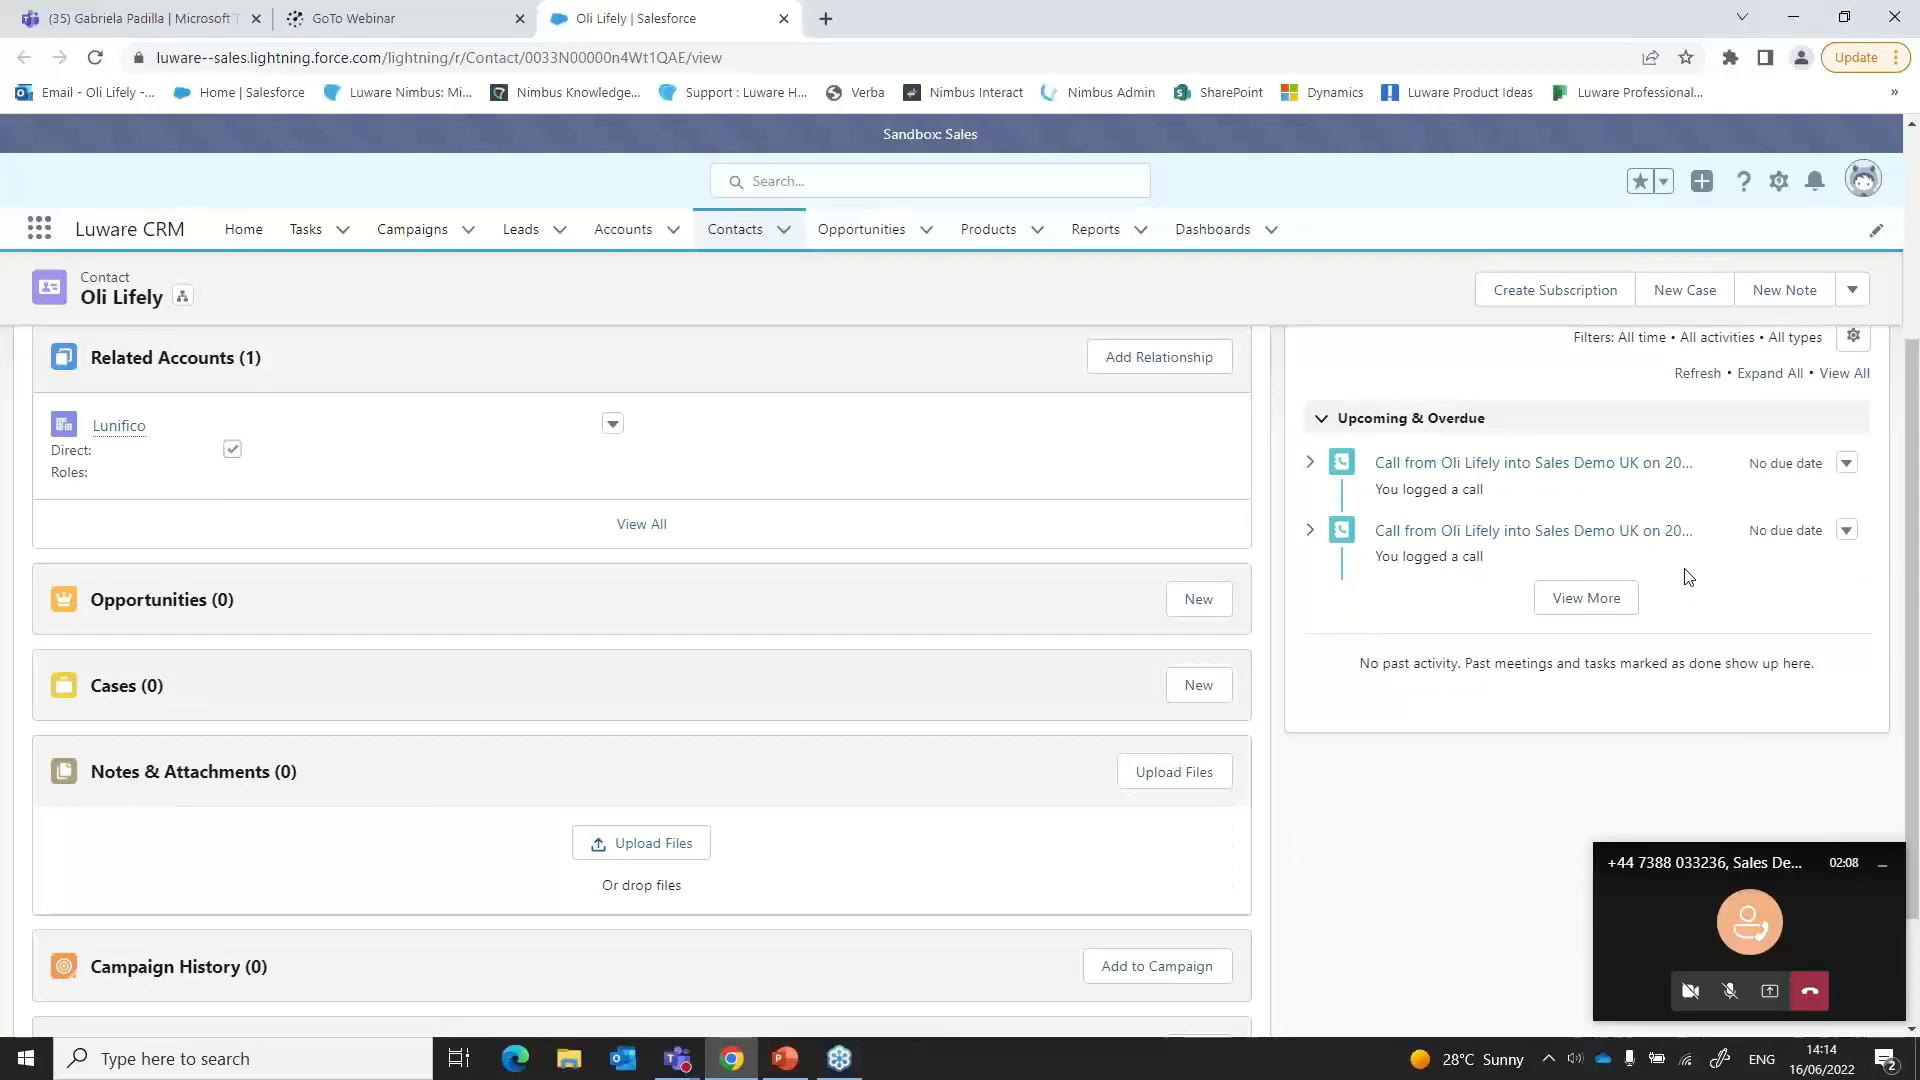 (35) Gabriela Padilla | Microsoft T
GoTo Webinar
Oli Lifely | Salesforce
luware--sales.lightning.force.com/lightning/r/Contact/0033N00000n4Wt1QAE/view
Update
Email - Oli Lifely -...
Home | Salesforce
Luware Nimbus: Mi...
Nimbus Knowledge...
Support : Luware H...
Verba
Nimbus Interact
Nimbus Admin
SharePoint
Dynamics
Luware Product Ideas
Luware Professional...
»
Sandbox: Sales
Search...
Luware CRM
Home
Tasks
Campaigns
Leads
Accounts
Contacts
Opportunities
Products
Reports
Dashboards
Contact
Oli Lifely
Create Subscription
New Case
New Note
Related Accounts (1)
Add Relationship
Lunifico
Direct:
Roles:
View All
Opportunities (0)
New
Cases (0)
New
Notes & Attachments (0)
Upload Files
Upload Files
Or drop files
Campaign History (0)
Add to Campaign
Filters: All time • All activities • All types
Refresh • Expand All • View All
Upcoming & Overdue
Call from Oli Lifely into Sales Demo UK on 20...
No due date
You logged a call
Call from Oli Lifely into Sales Demo UK on 20...
No due date
You logged a call
View More
No past activity. Past meetings and tasks marked as done show up here.
+44 7388 033236, Sales De...
02:08
Type here to search
28°C Sunny
ENG
14:14
16/06/2022
2